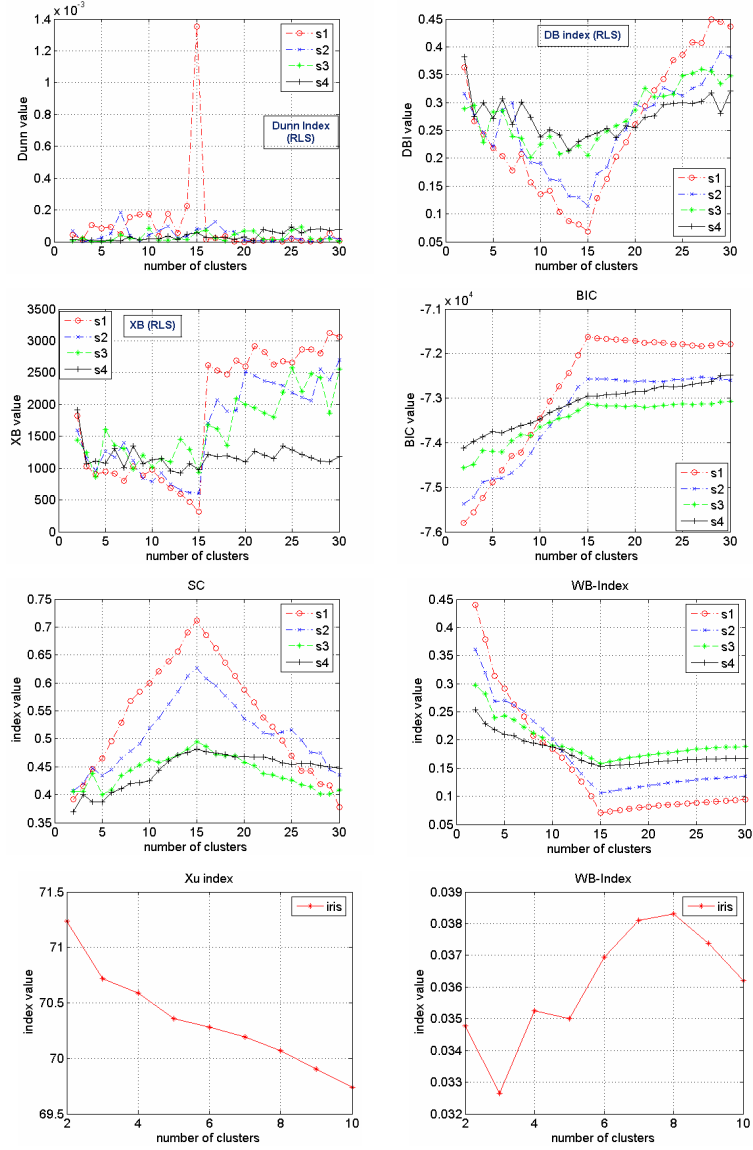 x 10⁻³
1.4
1.2
1
0.8
0.6
0.4
0.2
0
0 5 10 15 20 25 30
Dunn value
number of clusters
s1
s2
s3
s4
Dunn Index
(RLS)
0.45
0.4
0.35
0.3
0.25
0.2
0.15
0.1
0.05
0 5 10 15 20 25 30
DBI value
number of clusters
DB index (RLS)
s1
s2
s3
s4
3500
3000
2500
2000
1500
1000
500
0
0 5 10 15 20 25 30
XB value
number of clusters
s1
s2
s3
s4
XB (RLS)
BIC
x 10⁴
-7.1
-7.2
-7.3
-7.4
-7.5
-7.6
0 5 10 15 20 25 30
BIC value
number of clusters
s1
s2
s3
s4
SC
0.75
0.7
0.65
0.6
0.55
0.5
0.45
0.4
0.35
0 5 10 15 20 25 30
index value
number of clusters
s1
s2
s3
s4
WB-Index
0.45
0.4
0.35
0.3
0.25
0.2
0.15
0.1
0.05
0 5 10 15 20 25 30
index value
number of clusters
s1
s2
s3
s4
Xu index
71.5
71
70.5
70
69.5
2 4 6 8 10
index value
number of clusters
iris
WB-Index
0.039
0.038
0.037
0.036
0.035
0.034
0.033
0.032
2 4 6 8 10
index value
number of clusters
iris